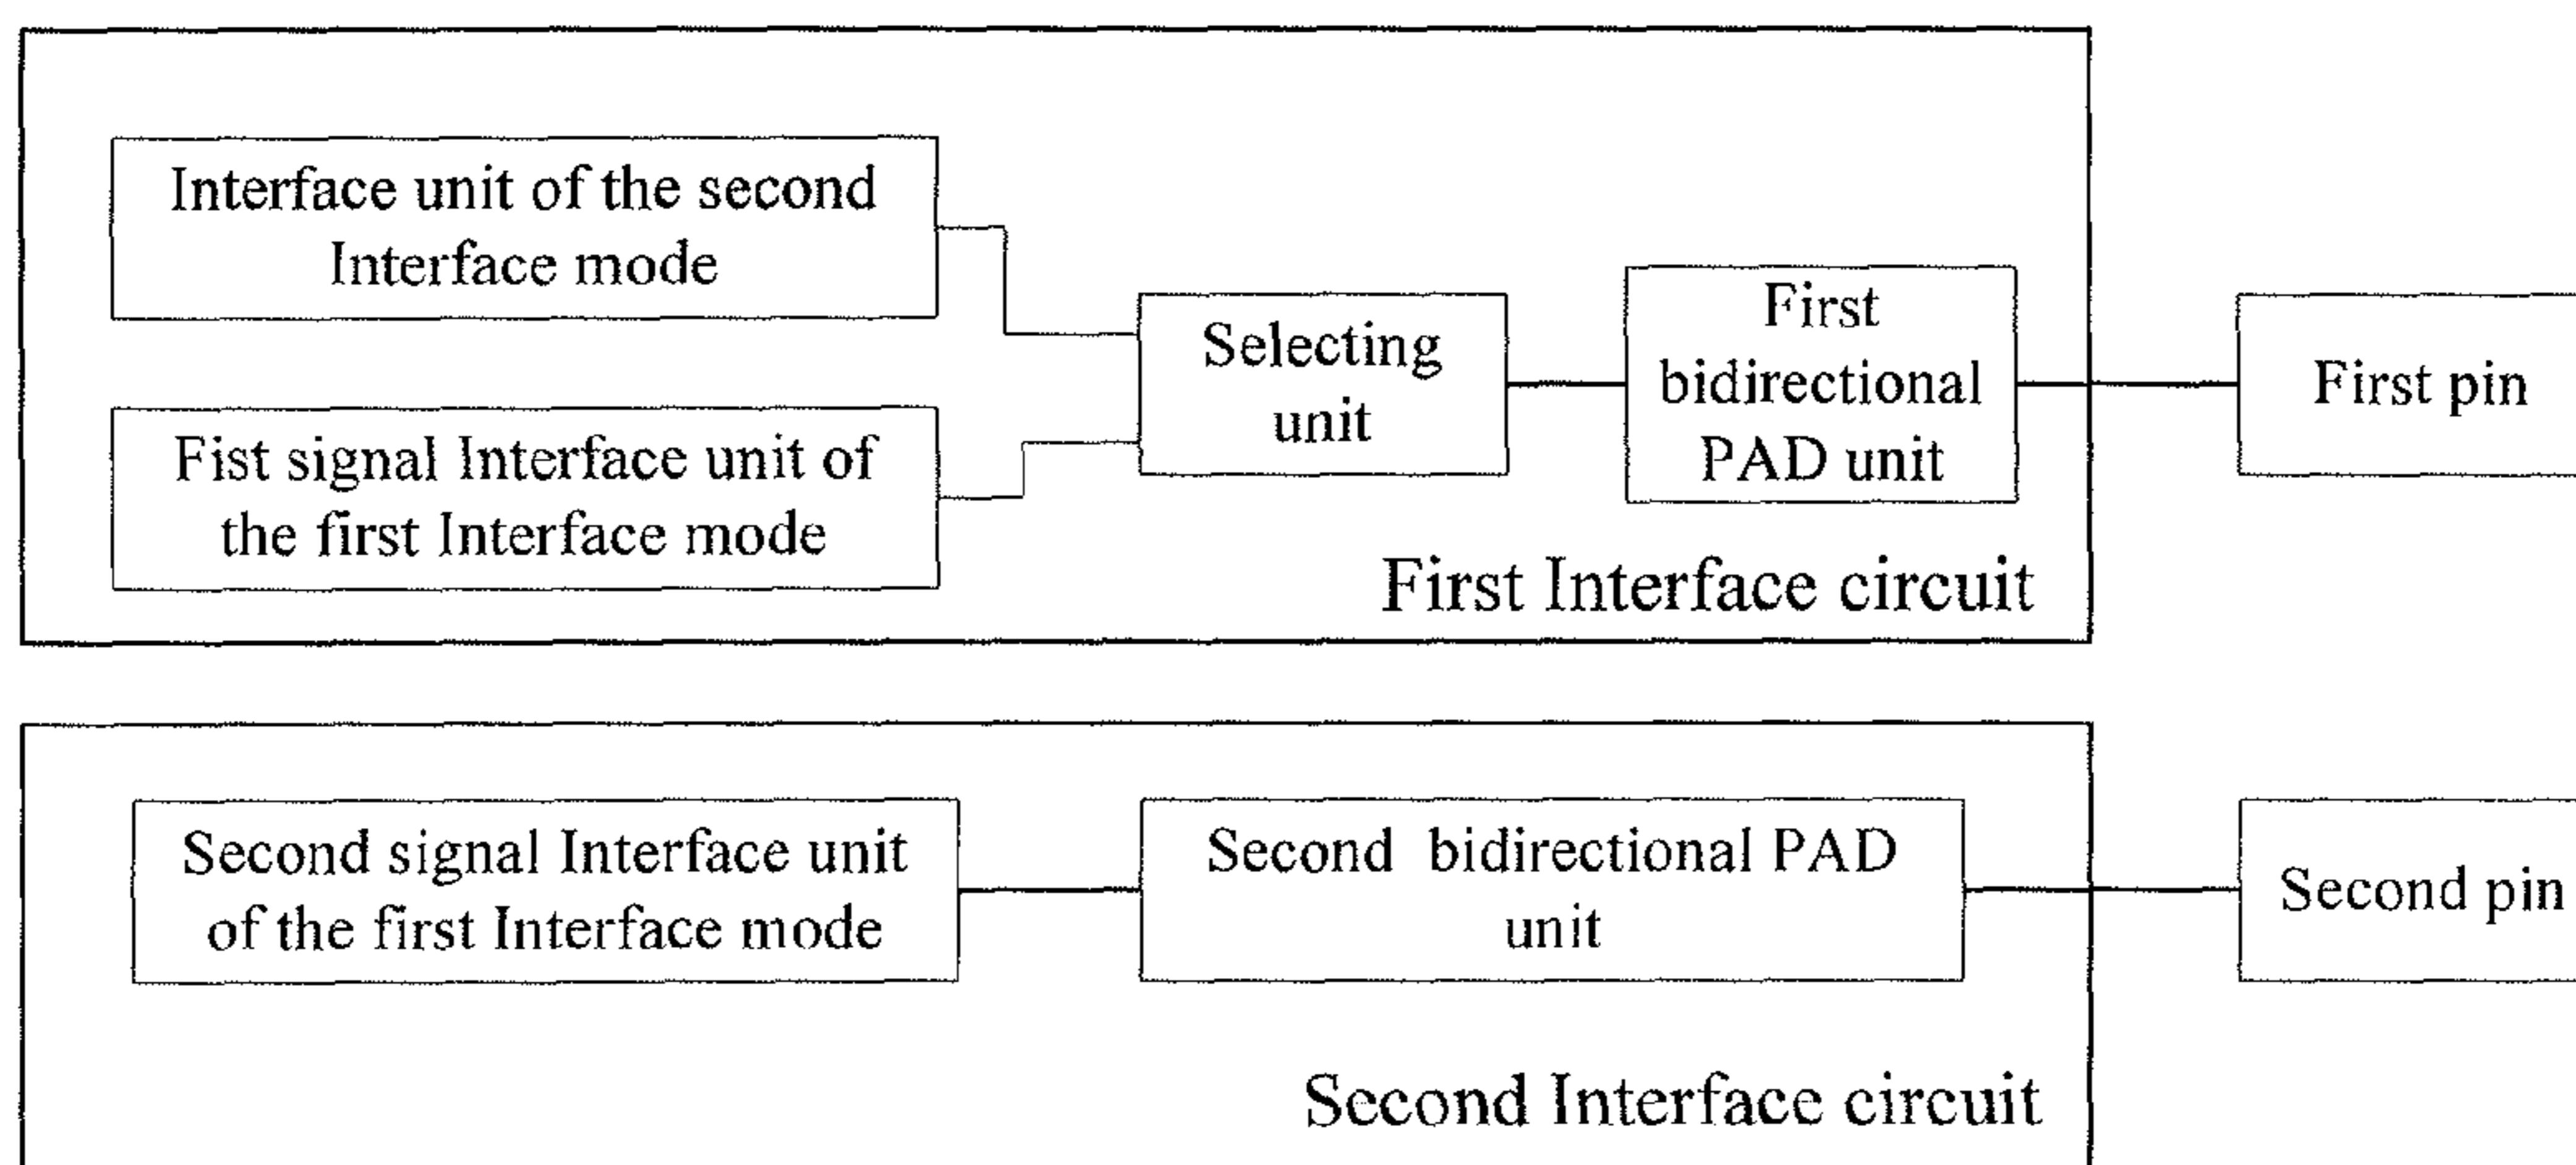 Interface unit of the second
Interface mode
Fist signal Interface unit of
the first Interface mode
Selecting
unit
First
bidirectional
PAD unit
First pin
First Interface circuit
Second signal Interface unit
of the first Interface mode
Second bidirectional PAD
unit
Second pin
Second Interface circuit